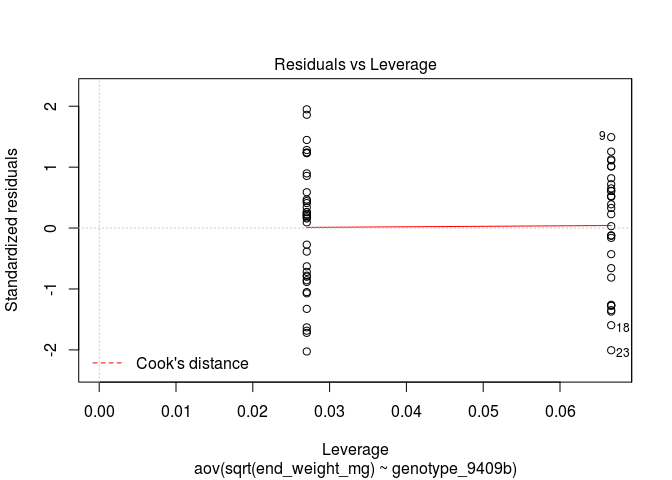 Residuals vs Leverage
Standardized residuals
2
1
0
-1
-2
9
18
23
Cook's distance
0.00 0.01 0.02 0.03 0.04 0.05 0.06
Leverage
aov(sqrt(end_weight_mg) ~ genotype_9409b)